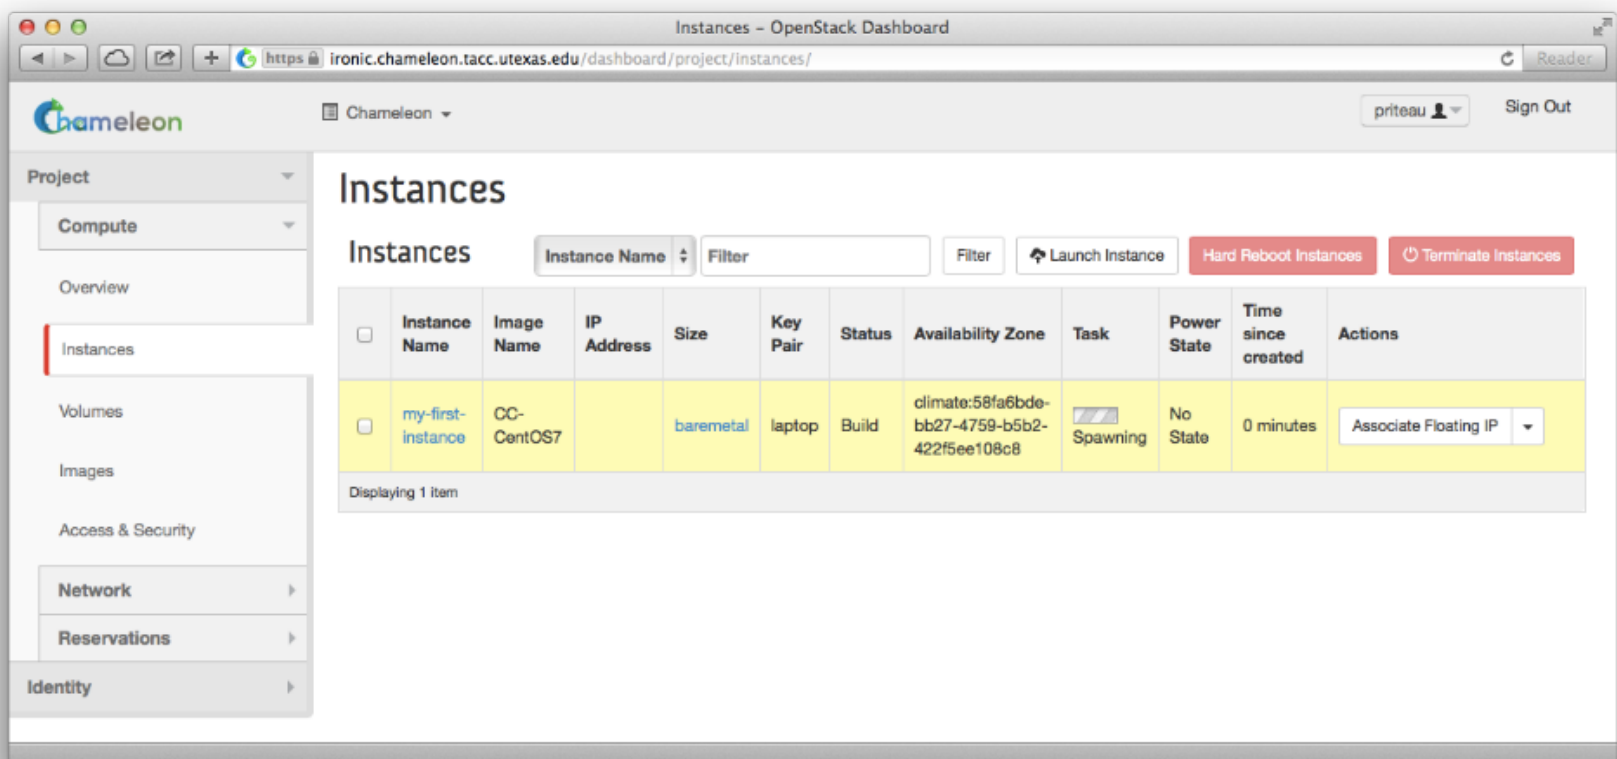 Instances – OpenStack Dashboard
https ironic.chameleon.tacc.utexas.edu/dashboard/project/instances/
Reader
Chameleon
Chameleon
priteau
Sign Out
Project
Compute
Overview
Instances
Volumes
Images
Access & Security
Network
Reservations
Identity
Instances
Instances
Instance Name
Filter
Filter
Launch Instance
Hard Reboot Instances
Terminate Instances
Instance Name
Image Name
IP Address
Size
Key Pair
Status
Availability Zone
Task
Power State
Time since created
Actions
my-first-instance
CC-CentOS7
baremetal
laptop
Build
climate:58fa6bde-
bb27-4759-b5b2-
422f5ee108c8
Spawning
No State
0 minutes
Associate Floating IP
Displaying 1 item